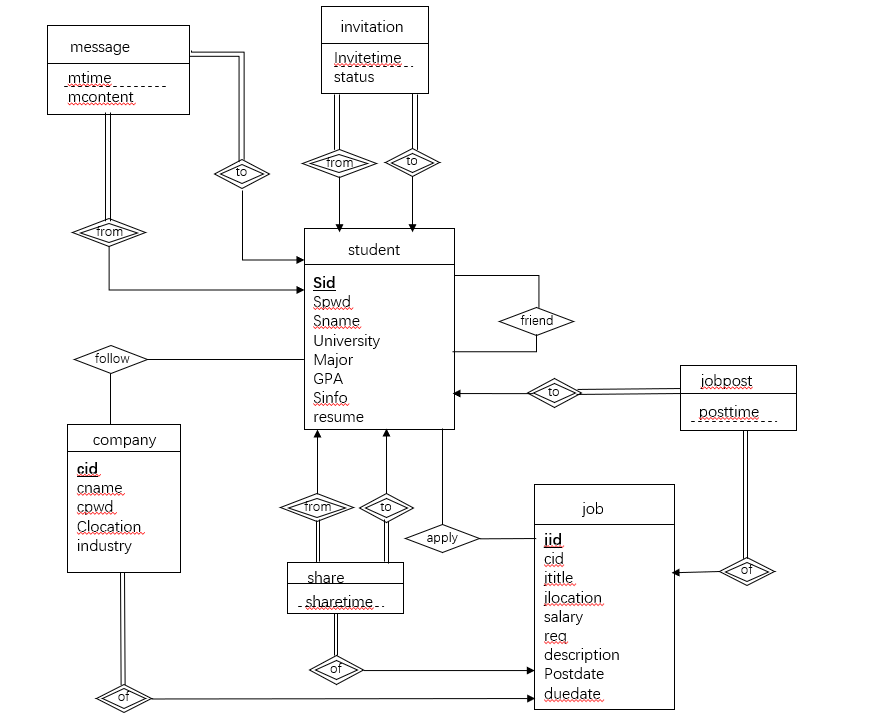 message
mtime
mcontent
invitation
Invitetime
status
from
to
to
from
student
Sid
Spwd
Sname
University
Major
GPA
Sinfo
resume
friend
follow
to
jobpost
posttime
company
cid
cname
cpwd
Clocation
industry
from
to
apply
job
jid
cid
jtitle
jlocation
salary
req
description
Postdate
duedate
of
share
sharetime
of
of